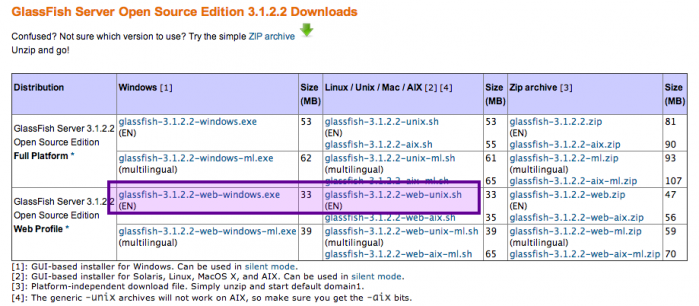 GlassFish Server Open Source Edition 3.1.2.2 Downloads
Confused? Not sure which version to use? Try the simple ZIP archive
Unzip and go!
Distribution Windows [1] Size (MB) Linux / Unix / Mac / AIX [2] [4] Size (MB) Zip archive [3] Size (MB)
GlassFish Server 3.1.2.2
Open Source Edition
Full Platform *
glassfish-3.1.2.2-windows.exe 53 glassfish-3.1.2.2-unix.sh 53 glassfish-3.1.2.2.zip 81
(EN) (EN) (EN)
glassfish-3.1.2.2-aix.sh 55 glassfish-3.1.2.2-aix.zip 90
glassfish-3.1.2.2-windows-ml.exe 62 glassfish-3.1.2.2-unix-ml.sh 61 glassfish-3.1.2.2-ml.zip 93
(multilingual) (multilingual) (multilingual)
glassfish-3.1.2.2-aix-ml.sh 65 glassfish-3.1.2.2-aix-ml.zip 107
GlassFish Server 3.1.2.2
Open Source Edition
Web Profile *
glassfish-3.1.2.2-web-windows.exe 33 glassfish-3.1.2.2-web-unix.sh 33 glassfish-3.1.2.2-web.zip 47
(EN) (EN) (EN)
glassfish-3.1.2.2-web-aix.sh 35 glassfish-3.1.2.2-web-aix.zip 56
glassfish-3.1.2.2-web-windows-ml.exe 39 glassfish-3.1.2.2-web-unix-ml.sh 39 glassfish-3.1.2.2-web-ml.zip 59
(multilingual) (multilingual) (multilingual)
glassfish-3.1.2.2-web-aix-ml.sh 65 glassfish-3.1.2.2-web-aix-ml.zip 70
[1]: GUI-based installer for Windows. Can be used in silent mode.
[2]: GUI-based installer for Solaris, Linux, MacOS X, and AIX. Can be used in silent mode.
[3]: Platform-independent download file. Simply unzip and start default domain1.
[4]: The generic -unix archives will not work on AIX, so make sure you get the -aix bits.